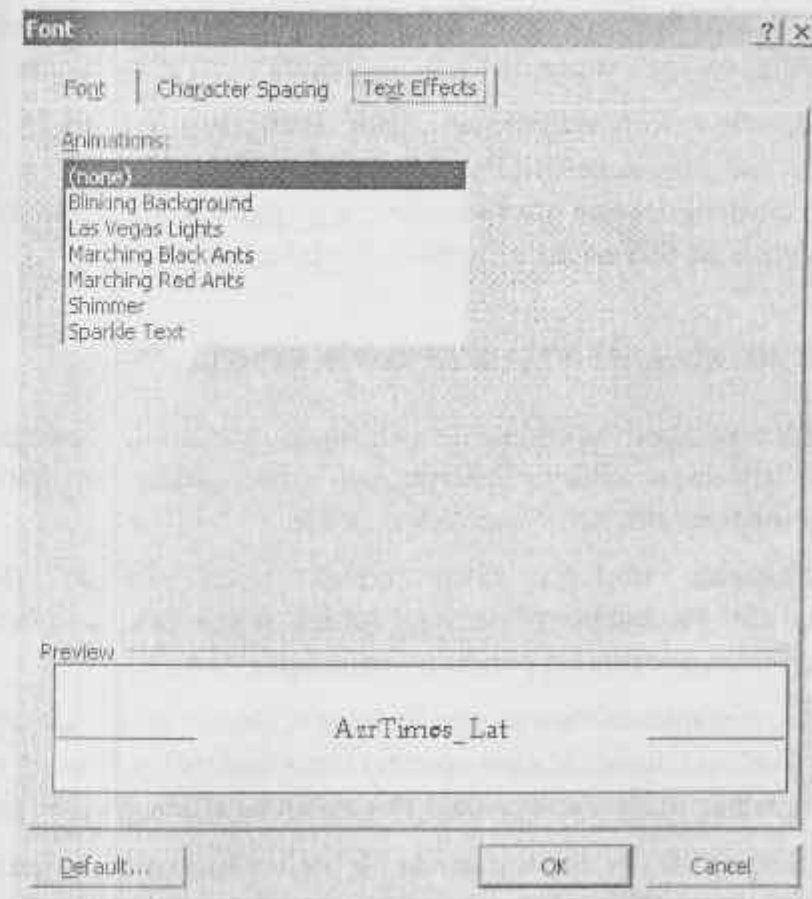 Font ? ×
Font Character Spacing Text Effects
Animations:
(none)
Blinking Background
Las Vegas Lights
Marching Black Ants
Marching Red Ants
Shimmer
Sparkle Text
Preview
AzrTimes_Lat
Default... OK Cancel